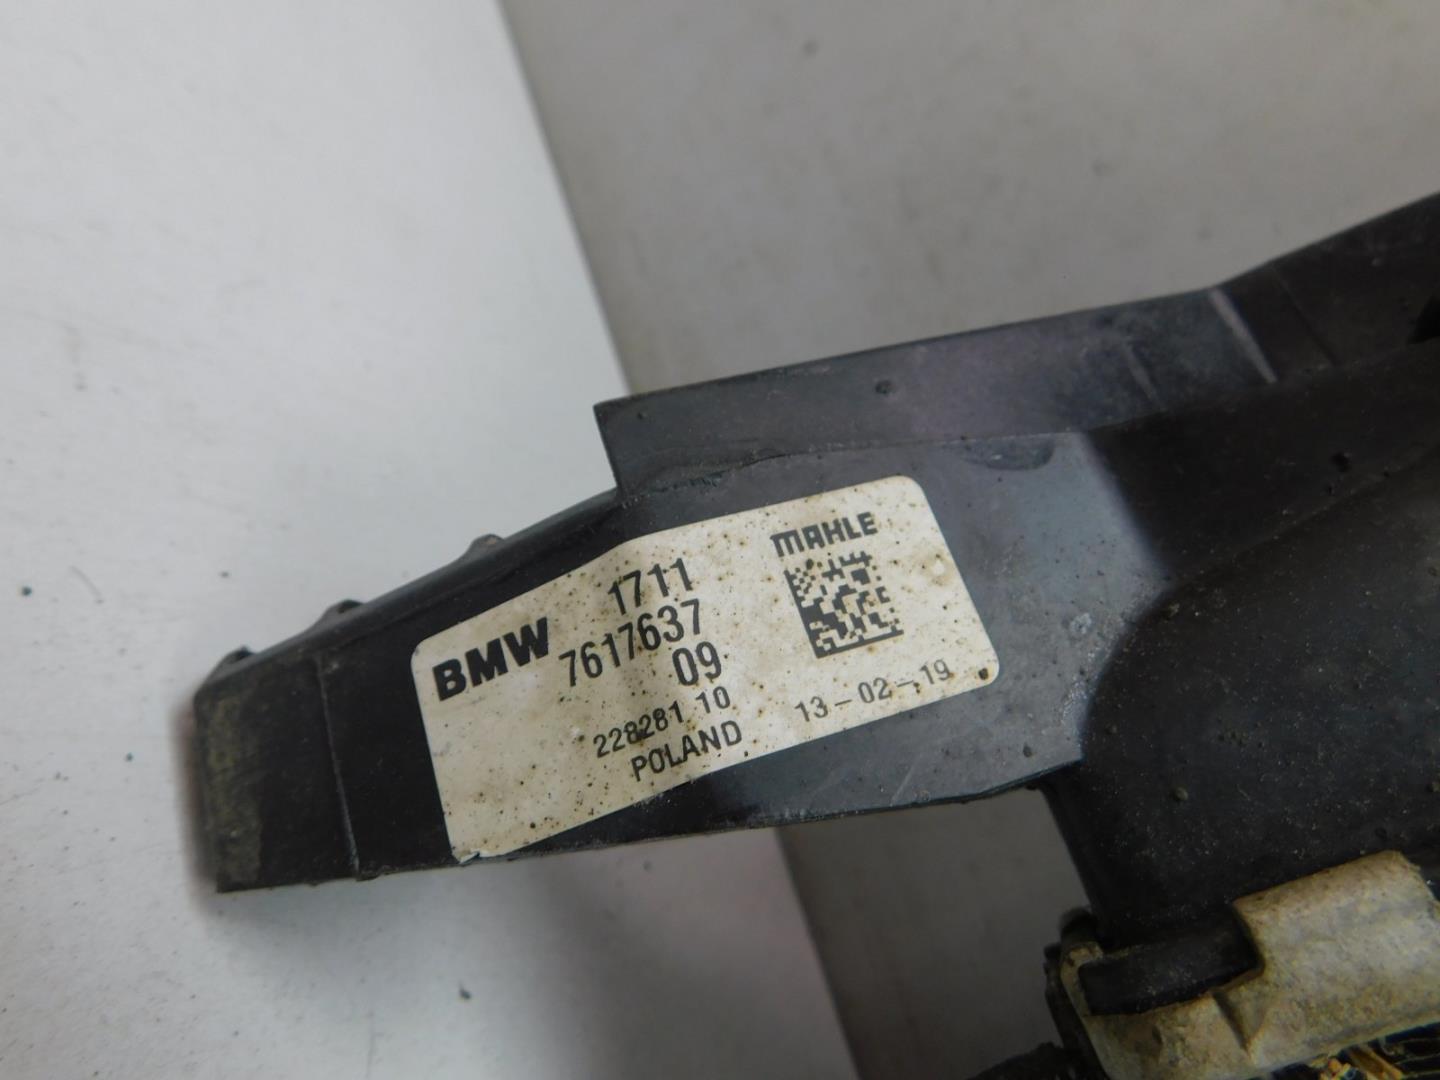 MAHLE
BMW 1711
7617637
09
228281 10
POLAND 13-02-19